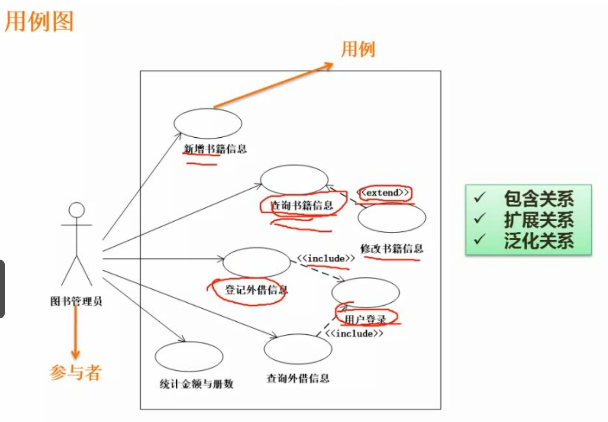 用例图
用例
新增书籍信息
<<extend>>
查询书籍信息
修改书籍信息
<<include>>
登记外借信息
用户登录
<<include>>
图书管理员
参与者
统计金额与册数
查询外借信息
✓ 包含关系
✓ 扩展关系
✓ 泛化关系